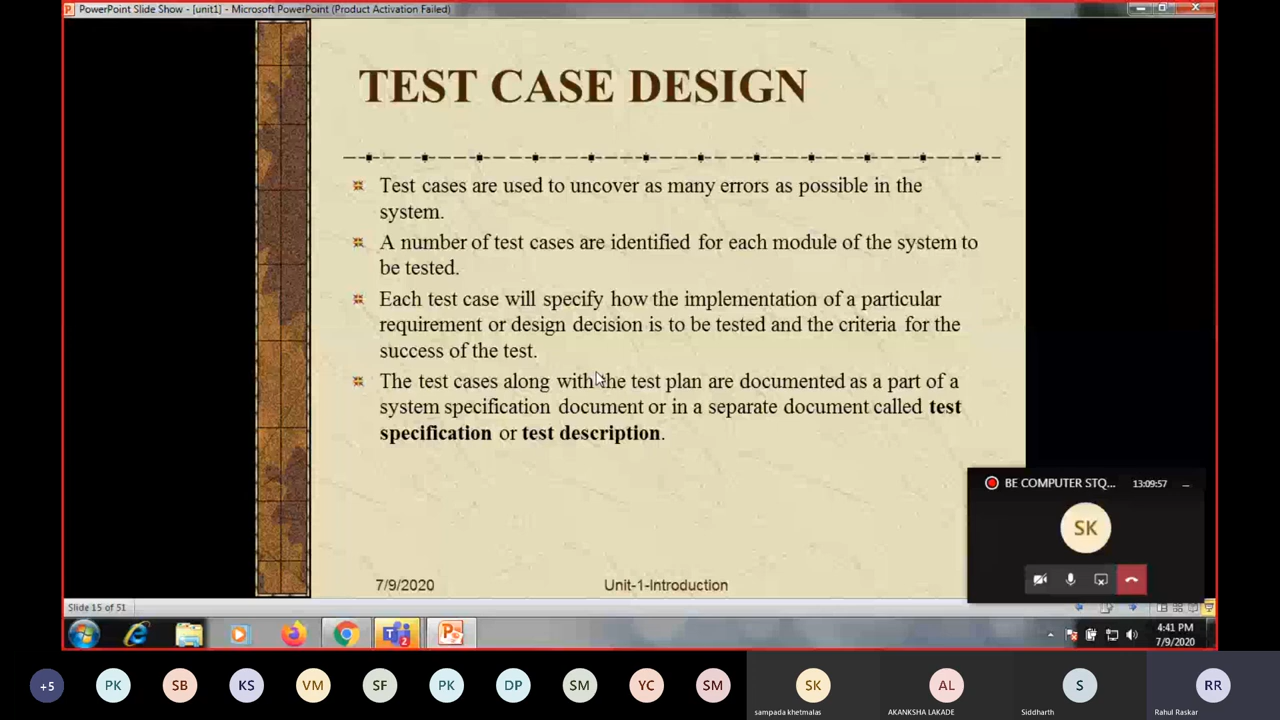 PowerPoint Slide Show - [unit1] - Microsoft PowerPoint (Product Activation Failed)
TEST CASE DESIGN
Test cases are used to uncover as many errors as possible in the
system.
A number of test cases are identified for each module of the system to
be tested.
Each test case will specify how the implementation of a particular
requirement or design decision is to be tested and the criteria for the
success of the test.
The test cases along with the test plan are documented as a part of a
system specification document or in a separate document called test
specification or test description.
7/9/2020
Unit-1-Introduction
BE COMPUTER STQ... 13:09:57
SK
Slide 15 of 51
4:41 PM
7/9/2020
+5 PK SB KS VM SF PK DP SM YC SM SK AL S RR
sampada khetmalas AKANKSHA LAKADE Siddharth Rahul Raskar